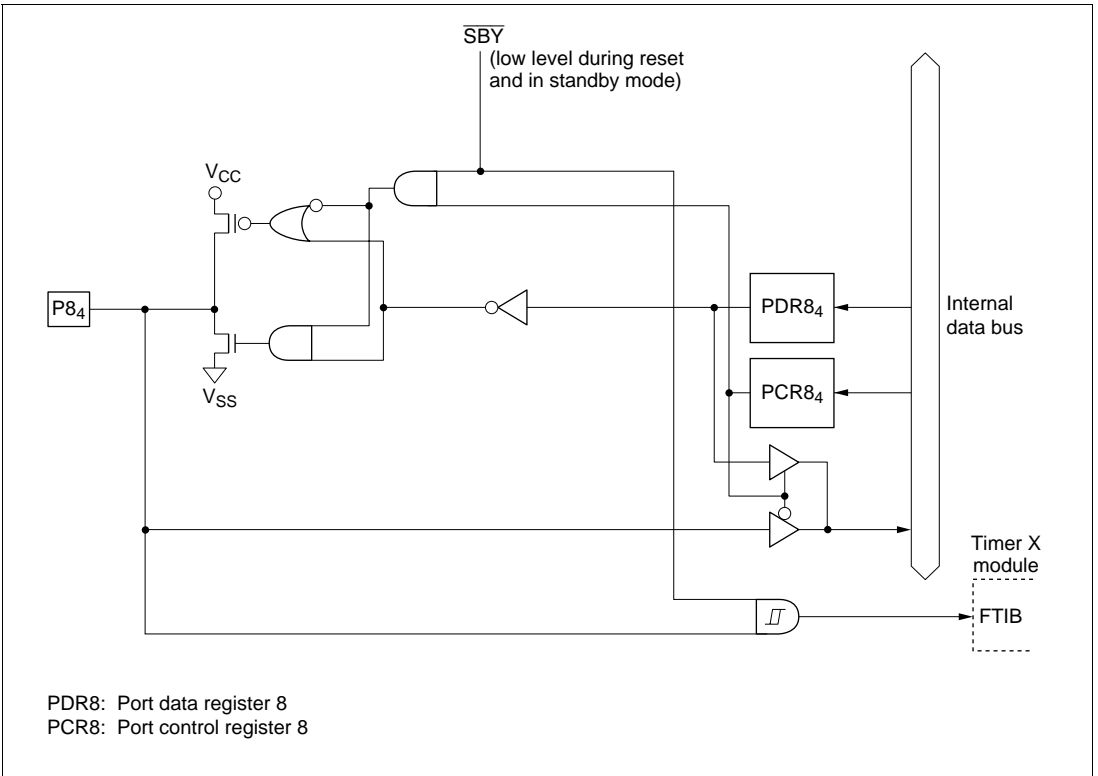 SBY
(low level during reset
and in standby mode)
VCC
P84
VSS
PDR84
PCR84
Internal
data bus
Timer X
module
FTIB
PDR8: Port data register 8
PCR8: Port control register 8